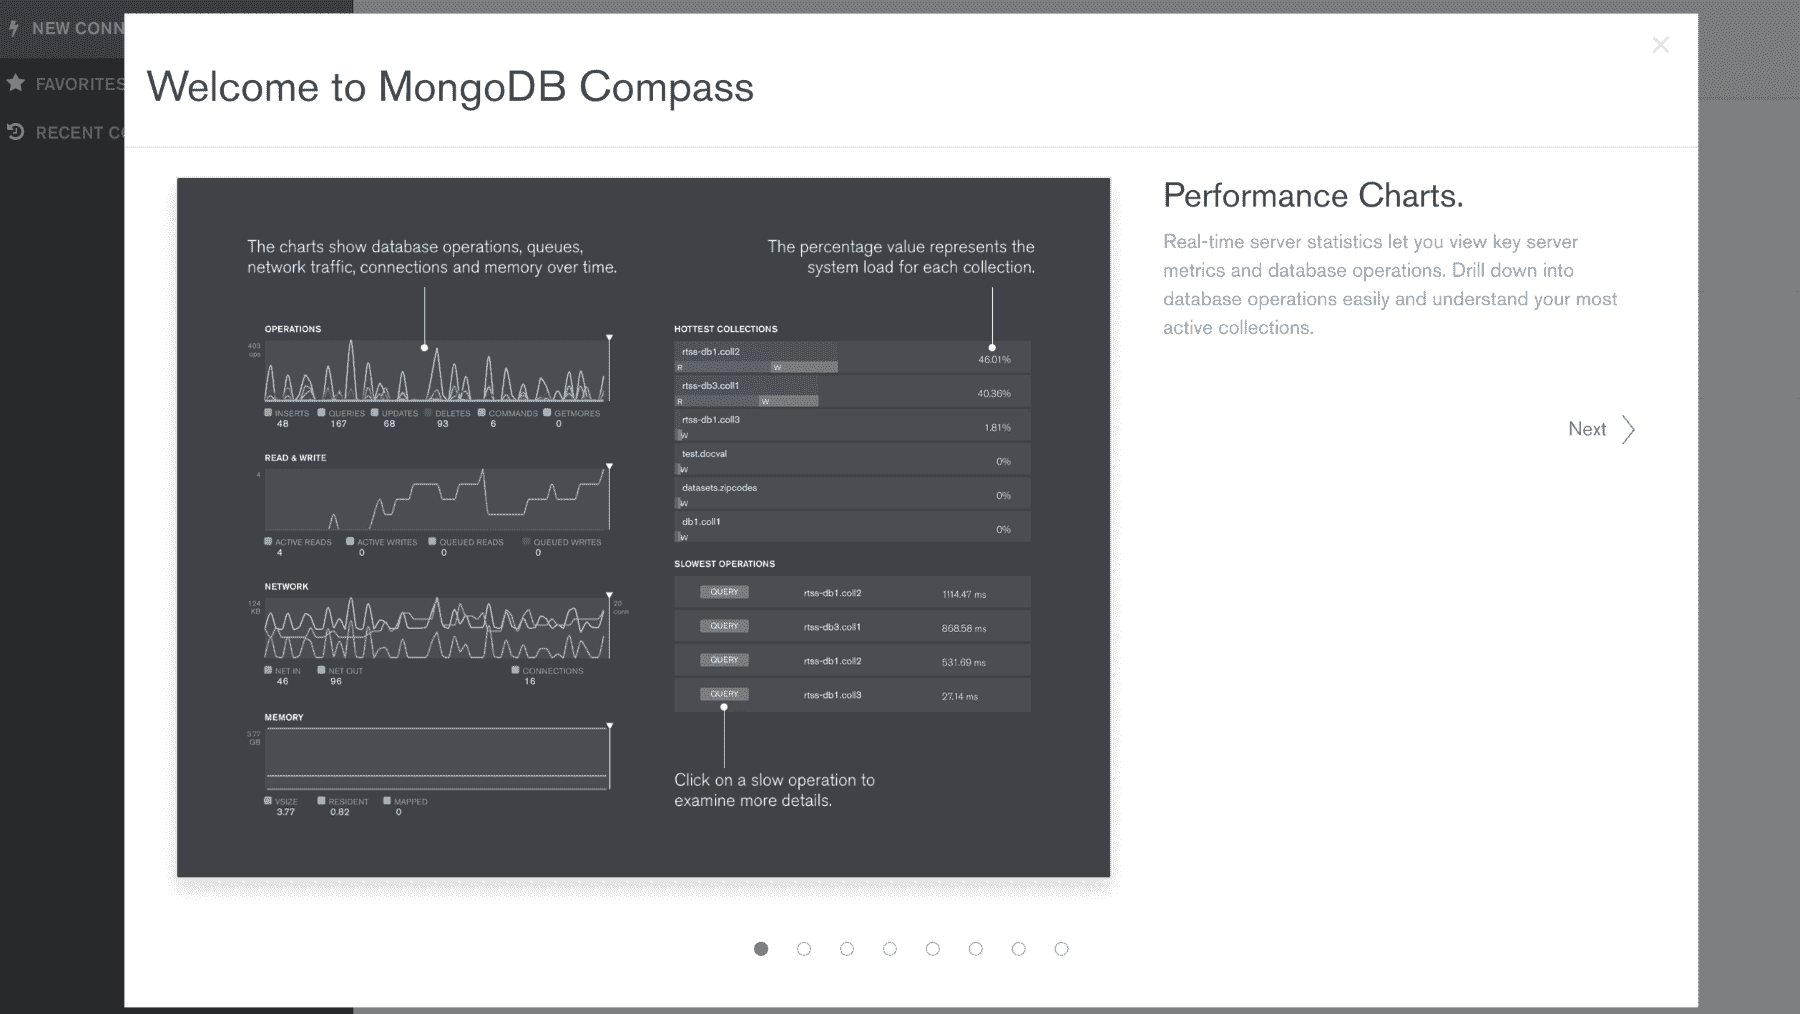 NEW CONN
FAVORITES
RECENT CO
Welcome to MongoDB Compass
The charts show database operations, queues,
network traffic, connections and memory over time.
The percentage value represents the
system load for each collection.
OPERATIONS
403
ops
INSERTS QUERIES UPDATES DELETES COMMANDS GETMORES
48 167 68 93 6 0
READ & WRITE
4
ACTIVE READS ACTIVE WRITES QUEUED READS QUEUED WRITES
4 0 0 0
NETWORK
124
KB
20
conn
NET IN NET OUT CONNECTIONS
46 96 16
MEMORY
3.77
GB
VSIZE RESIDENT MAPPED
3.77 0.82 0
HOTTEST COLLECTIONS
rtss-db1.coll2 46.01%
R W
rtss-db3.coll1 40.36%
R W
rtss-db1.coll3 1.81%
W
test.docval 0%
W
datasets.zipcodes 0%
W
db1.coll1 0%
W
SLOWEST OPERATIONS
QUERY rtss-db1.coll2 1114.47 ms
QUERY rtss-db3.coll1 868.58 ms
QUERY rtss-db1.coll2 531.69 ms
QUERY rtss-db1.coll3 27.14 ms
Click on a slow operation to
examine more details.
Performance Charts.
Real-time server statistics let you view key server
metrics and database operations. Drill down into
database operations easily and understand your most
active collections.
Next